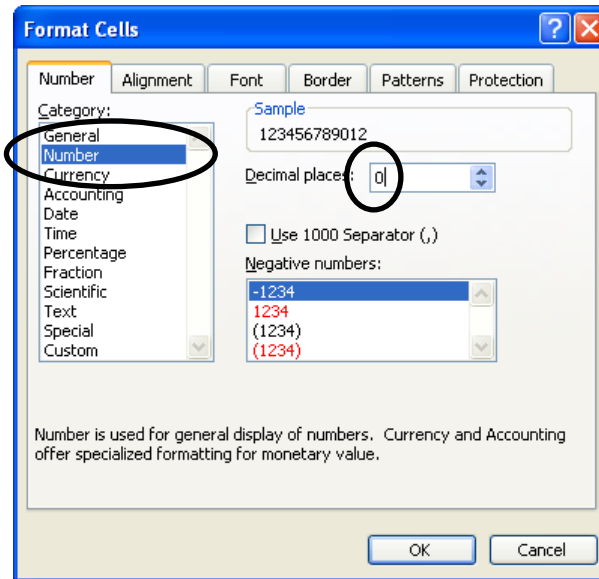 Format Cells
Number Alignment Font Border Patterns Protection
Category:
General
Number
Currency
Accounting
Date
Time
Percentage
Fraction
Scientific
Text
Special
Custom
Sample
123456789012
Decimal places: 0
Use 1000 Separator (,)
Negative numbers:
-1234
1234
(1234)
(1234)
Number is used for general display of numbers. Currency and Accounting
offer specialized formatting for monetary value.
OK Cancel